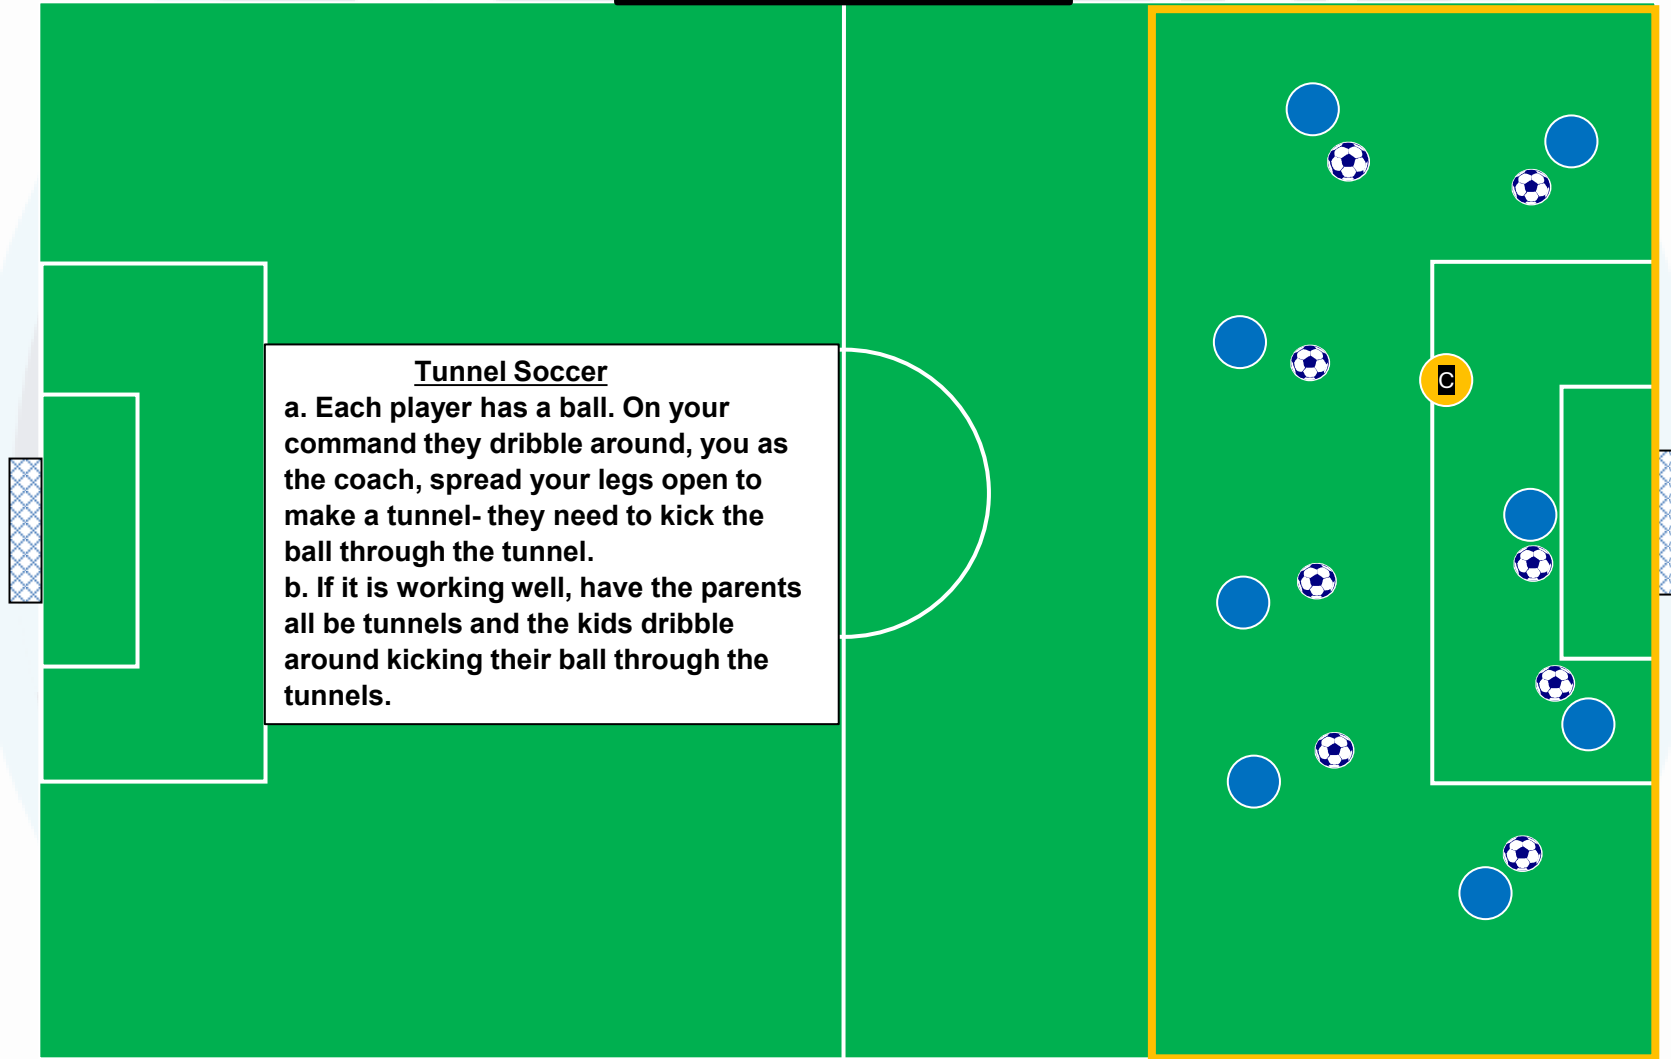 Tunnel Soccer
a. Each player has a ball. On your
command they dribble around, you as
the coach, spread your legs open to
make a tunnel- they need to kick the
ball through the tunnel.
b. If it is working well, have the parents
all be tunnels and the kids dribble
around kicking their ball through the
tunnels.
C